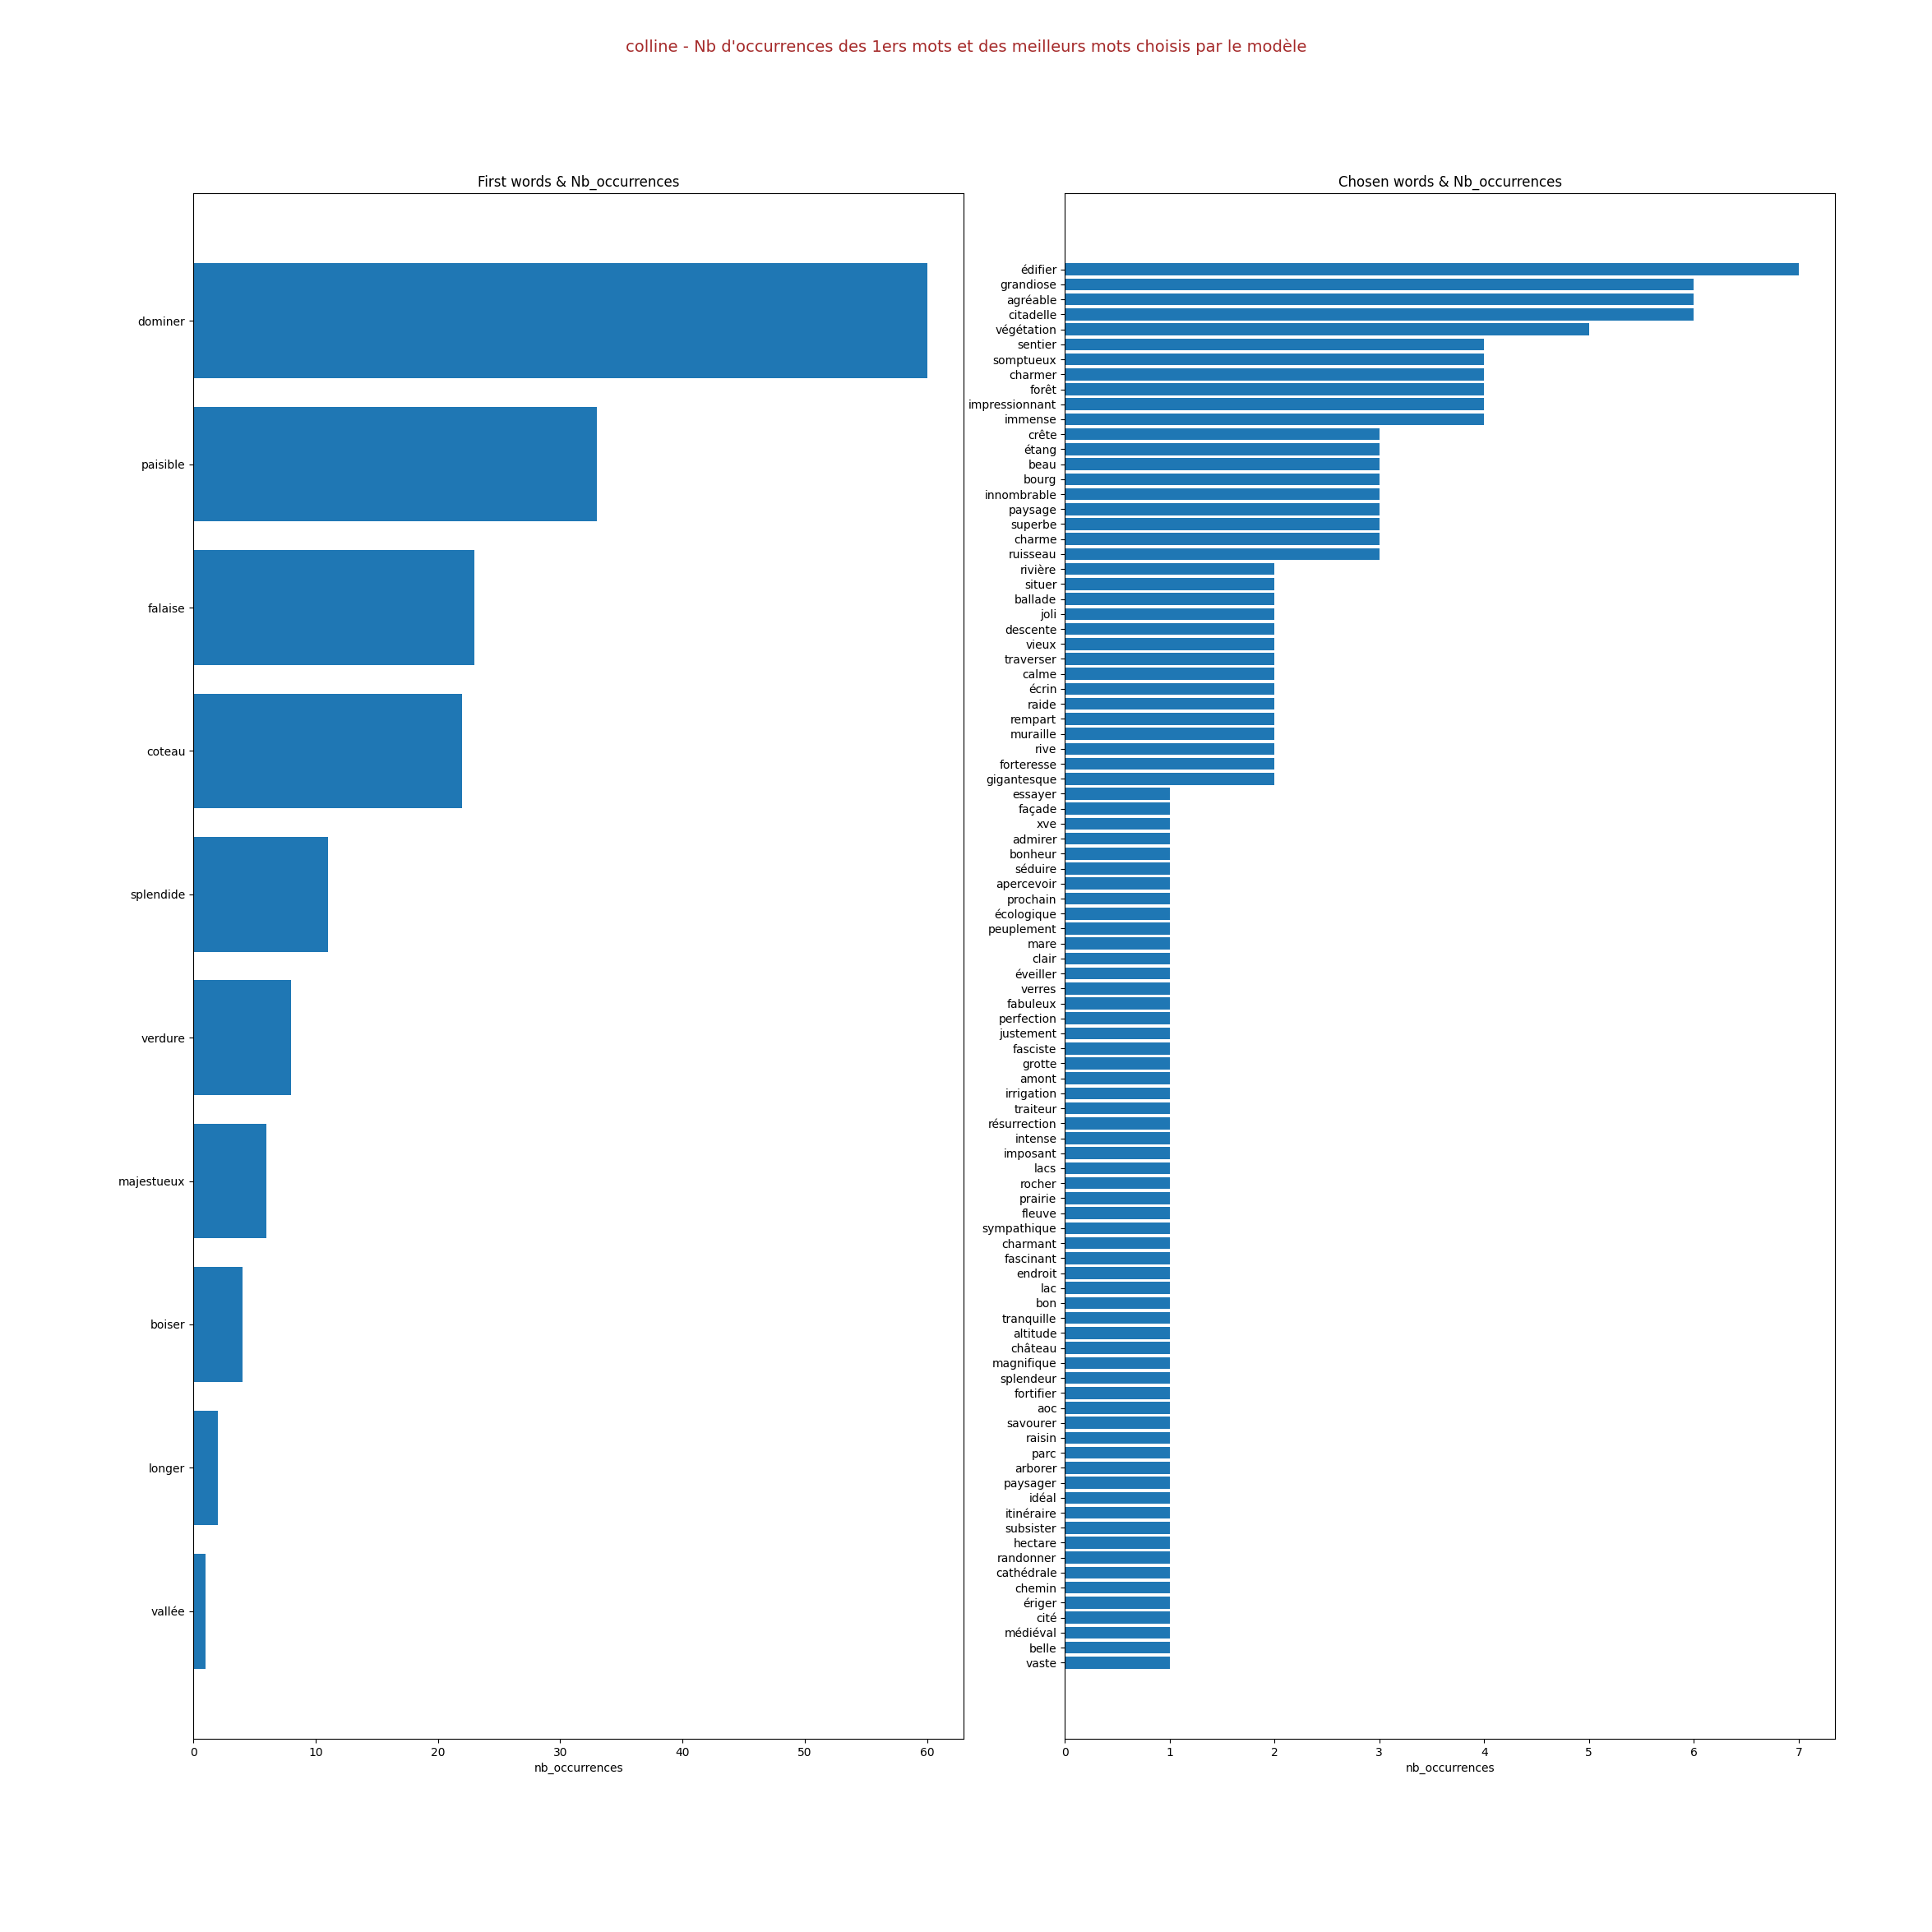 colline - Nb d'occurrences des 1ers mots et des meilleurs mots choisis par le modèle
First words & Nb_occurrences
dominer
paisible
falaise
coteau
splendide
verdure
majestueux
boiser
longer
vallée
0 10 20 30 40 50 60
nb_occurrences
Chosen words & Nb_occurrences
édifier
grandiose
agréable
citadelle
végétation
sentier
somptueux
charmer
forêt
impressionnant
immense
crête
étang
beau
bourg
innombrable
paysage
superbe
charme
ruisseau
rivière
situer
ballade
joli
descente
vieux
traverser
calme
écrin
raide
rempart
muraille
rive
forteresse
gigantesque
essayer
façade
xve
admirer
bonheur
séduire
apercevoir
prochain
écologique
peuplement
mare
clair
éveiller
verres
fabuleux
perfection
justement
fasciste
grotte
amont
irrigation
traiteur
résurrection
intense
imposant
lacs
rocher
prairie
fleuve
sympathique
charmant
fascinant
endroit
lac
bon
tranquille
altitude
château
magnifique
splendeur
fortifier
aoc
savourer
raisin
parc
arborer
paysager
idéal
itinéraire
subsister
hectare
randonner
cathédrale
chemin
ériger
cité
médiéval
belle
vaste
0 1 2 3 4 5 6 7
nb_occurrences